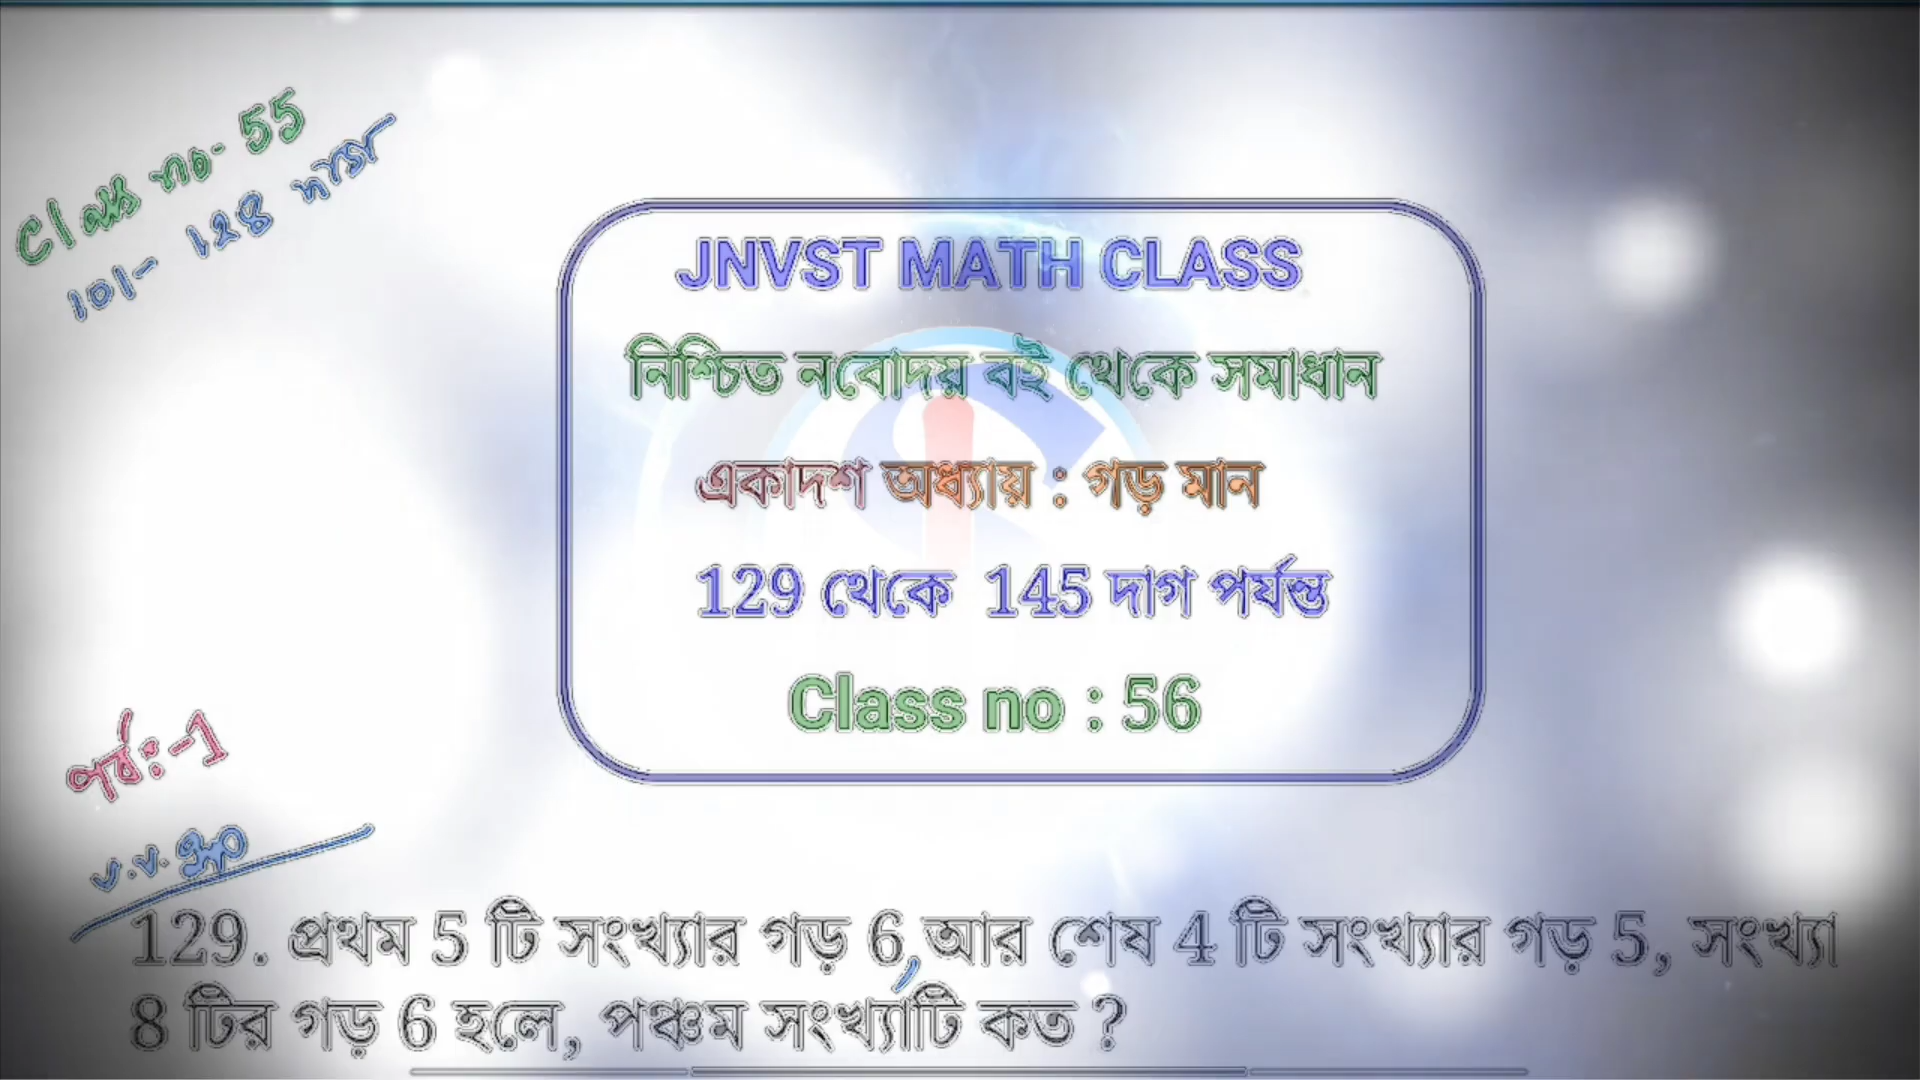 Class no- 55
101- 128 দাগ
JNVST MATH CLASS
নিশ্চিত নবোদয় বই থেকে সমাধান
একাদশ অধ্যায় : গড় মান
129 থেকে 145 দাগ পর্যন্ত
Class no : 56
পর্ব:-1
129. প্রথম 5 টি সংখ্যার গড় 6,আর শেষ 4 টি সংখ্যার গড় 5, সংখ্যা
8 টির গড় 6 হলে, পঞ্চম সংখ্যাটি কত ?